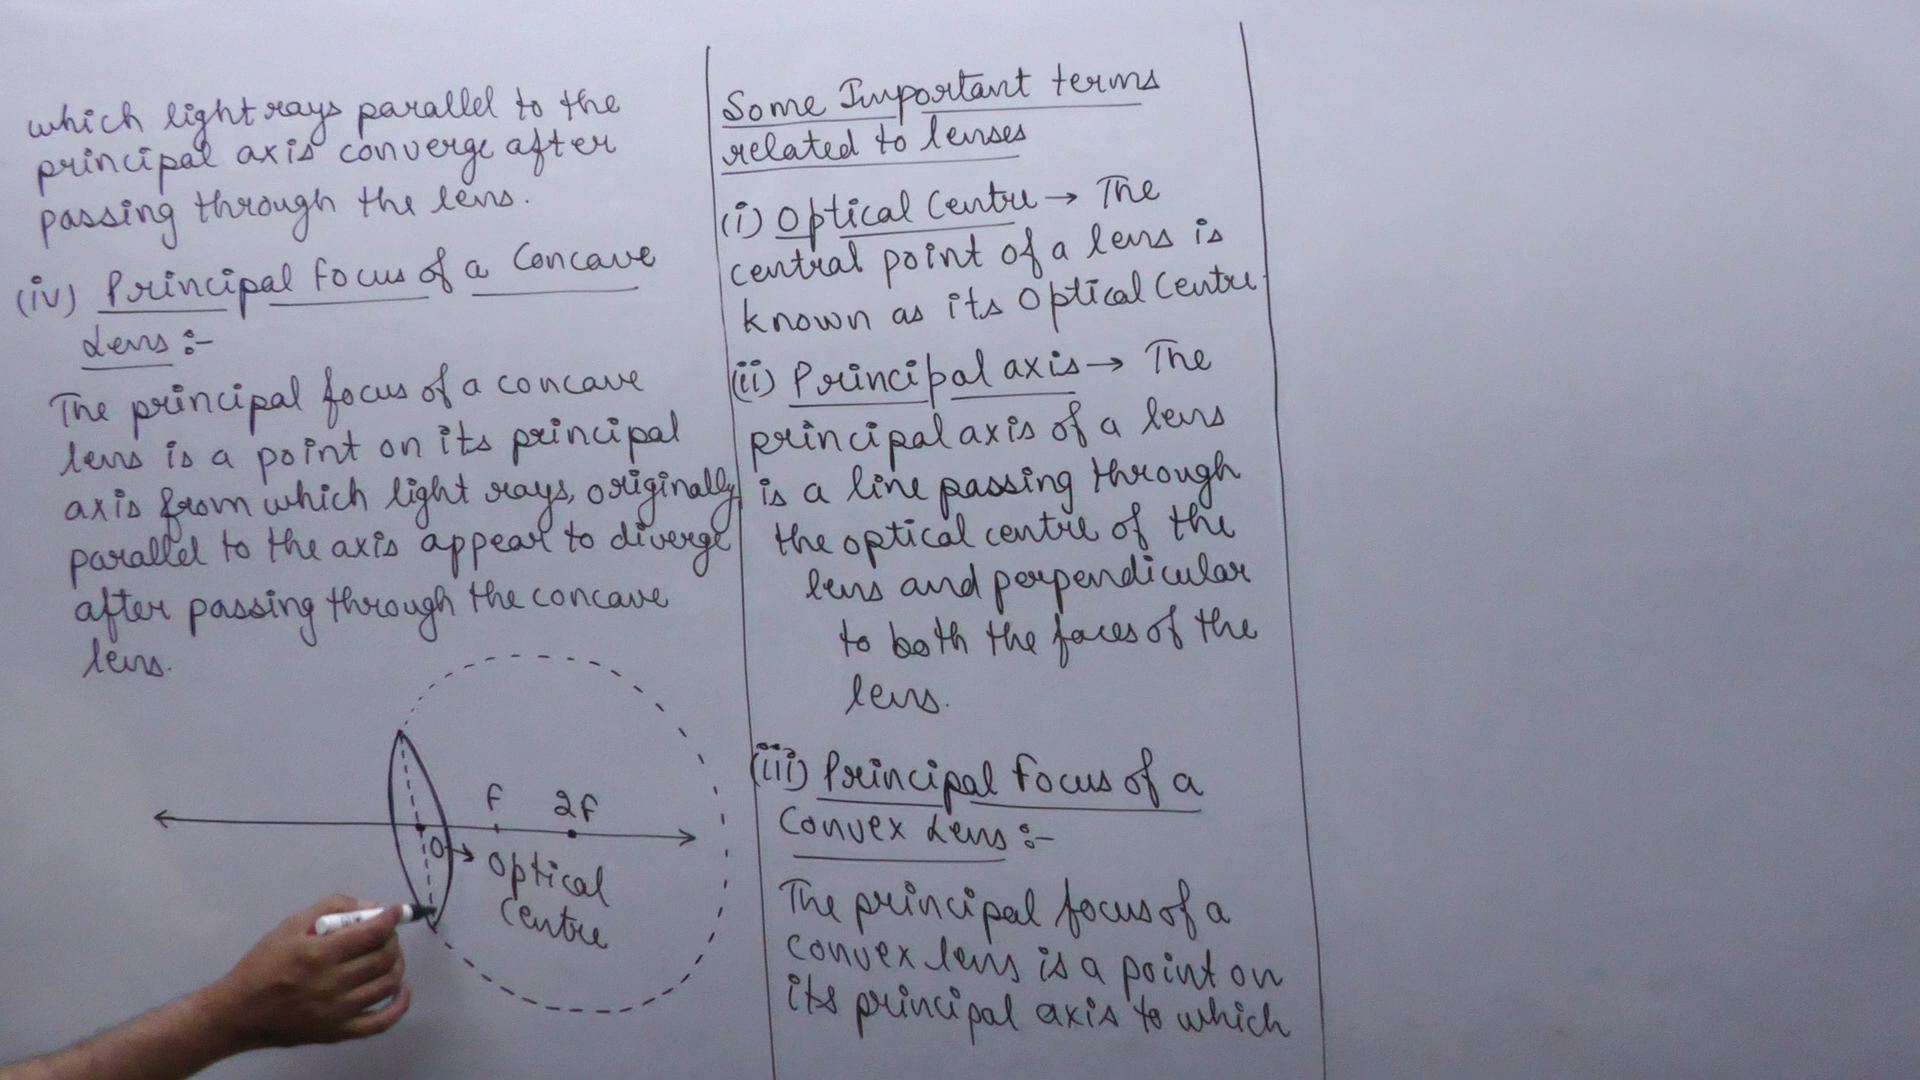 which light rays parallel to the
principal axis converge after
passing through the lens.
(iv) Principal Focus of a Concave
Lens :-
The principal focus of a concave
lens is a point on its principal
axis from which light rays, originally
parallel to the axis appear to diverge
after passing through the concave
lens.
F 2F
O → Optical
Centre
Some Important terms
related to lenses
(i) Optical Centre → The
central point of a lens is
known as its Optical Centre.
(ii) Principal axis → The
principal axis of a lens
is a line passing through
the optical centre of the
lens and perpendicular
to both the faces of the
lens.
(iii) Principal Focus of a
Convex Lens :-
The principal focus of a
convex lens is a point on
its principal axis to which